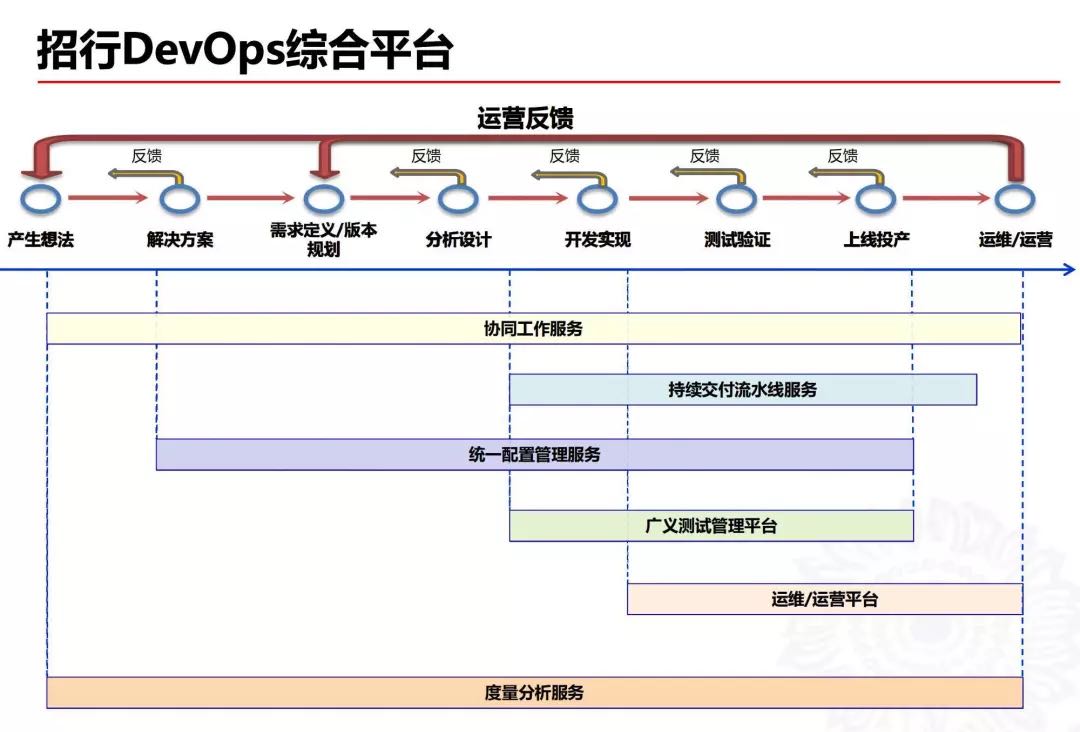 招行DevOps综合平台
运营反馈
反馈
反馈
反馈
反馈
反馈
产生想法
解决方案
需求定义/版本
规划
分析设计
开发实现
测试验证
上线投产
运维/运营
协同工作服务
持续交付流水线服务
统一配置管理服务
广义测试管理平台
运维/运营平台
度量分析服务